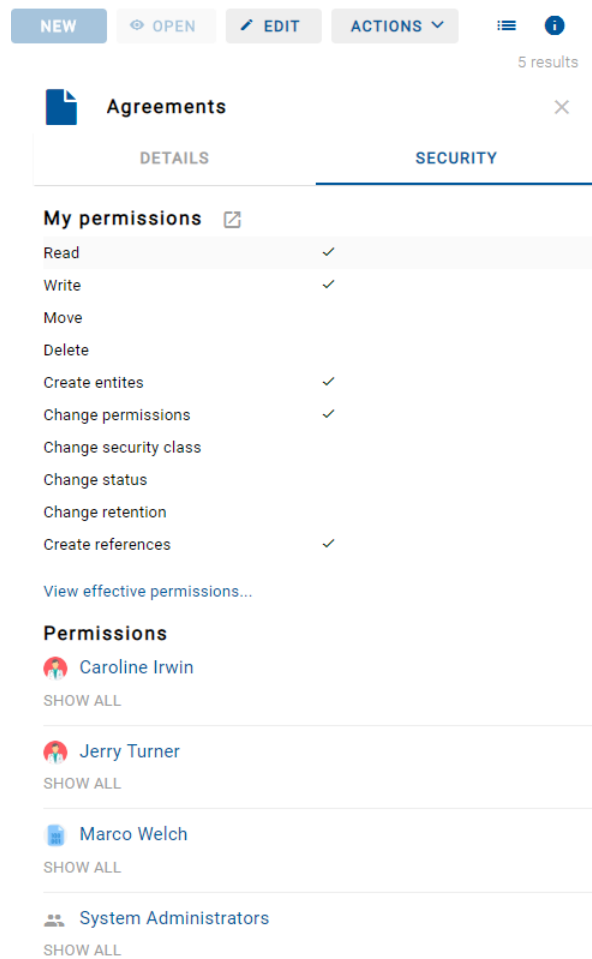 NEW OPEN EDIT ACTIONS
5 results
Agreements
DETAILS SECURITY
My permissions
Read
Write
Move
Delete
Create entites
Change permissions
Change security class
Change status
Change retention
Create references
View effective permissions...
Permissions
Caroline Irwin
SHOW ALL
Jerry Turner
SHOW ALL
Marco Welch
SHOW ALL
System Administrators
SHOW ALL